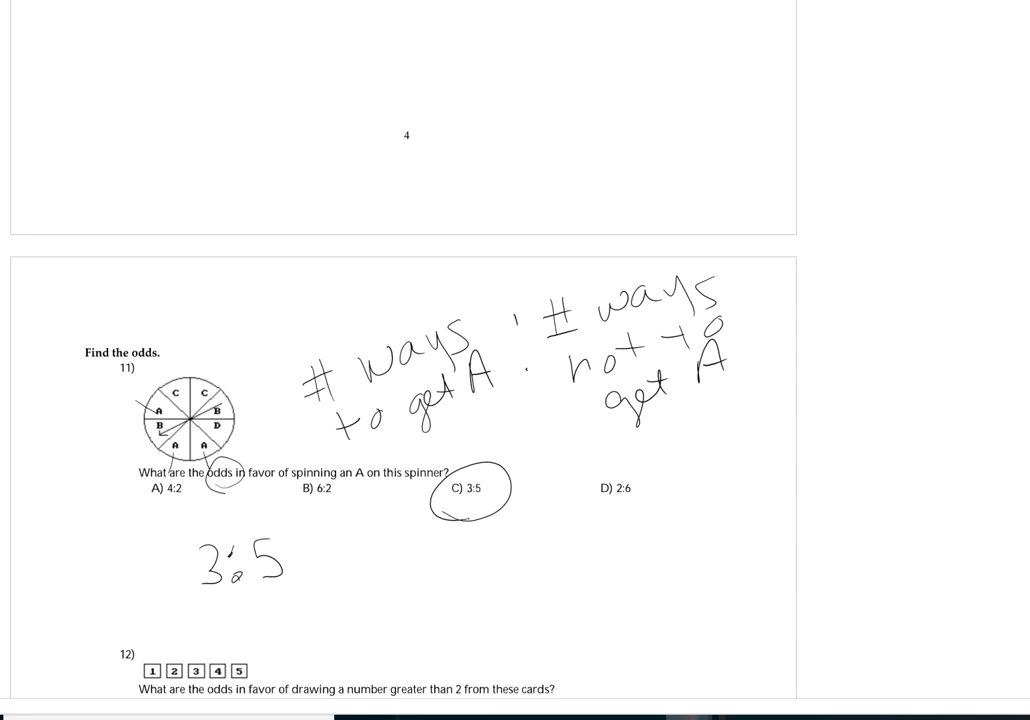 4
# ways : # ways
to get A not to
get A
Find the odds.
11)
C C
A B
B D
A A
What are the odds in favor of spinning an A on this spinner?
A) 4:2 B) 6:2 C) 3:5 D) 2:6
3:5
12)
1 2 3 4 5
What are the odds in favor of drawing a number greater than 2 from these cards?